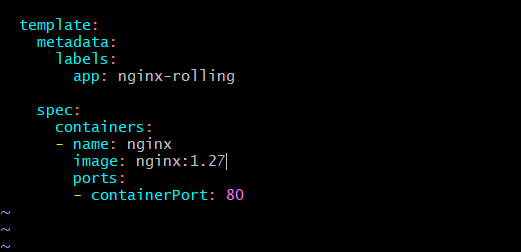 template:
  metadata:
    labels:
      app: nginx-rolling

  spec:
    containers:
    - name: nginx
      image: nginx:1.27
      ports:
      - containerPort: 80
~
~
~